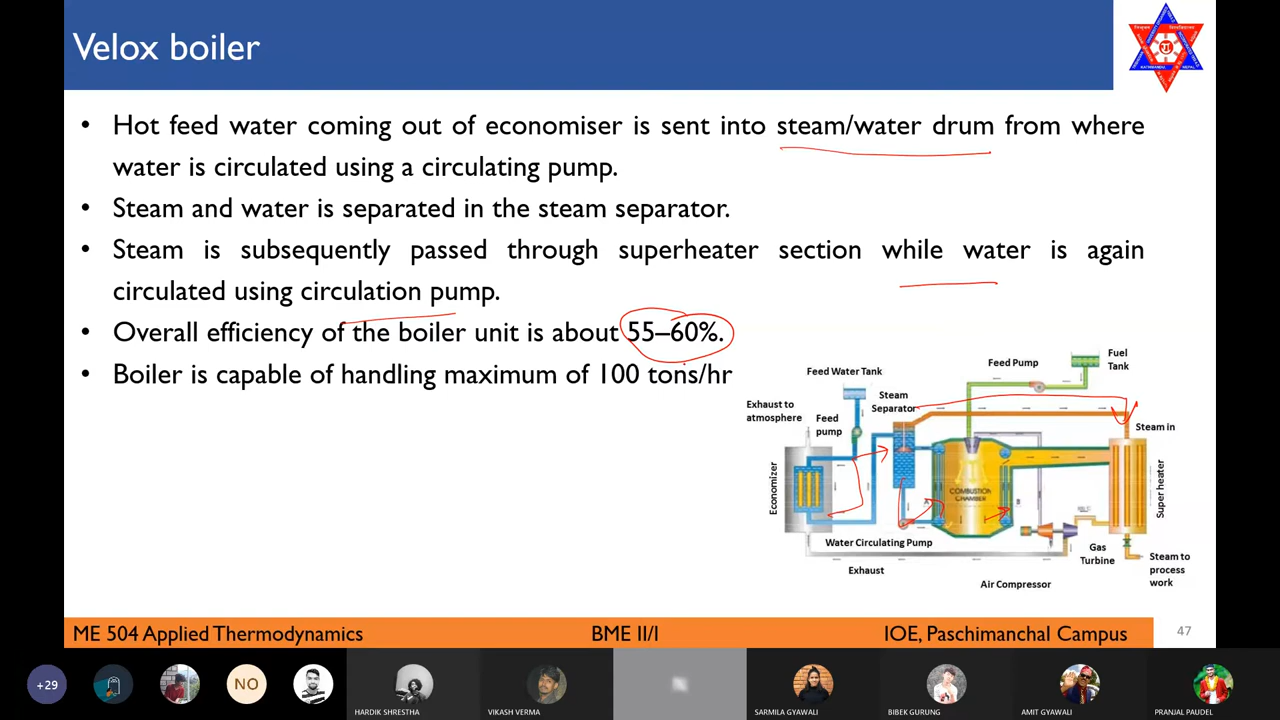 Velox boiler
• Hot feed water coming out of economiser is sent into steam/water drum from where
water is circulated using a circulating pump.
• Steam and water is separated in the steam separator.
• Steam is subsequently passed through superheater section while water is again
circulated using circulation pump.
• Overall efficiency of the boiler unit is about 55–60%.
• Boiler is capable of handling maximum of 100 tons/hr
Feed Water Tank
Feed Pump
Fuel
Tank
Exhaust to
atmosphere
Feed
pump
Steam
Separator
Steam in
Economizer
COMBUSTION
CHAMBER
A
B
Super heater
Water Circulating Pump
Gas
Turbine
Exhaust
Air Compressor
Steam to
process
work
ME 504 Applied Thermodynamics
BME II/I
IOE, Paschimanchal Campus
47
+29
NO
HARDIK SHRESTHA
VIKASH VERMA
SARMILA GYAWALI
BIBEK GURUNG
AMIT GYAWALI
PRANJAL PAUDEL